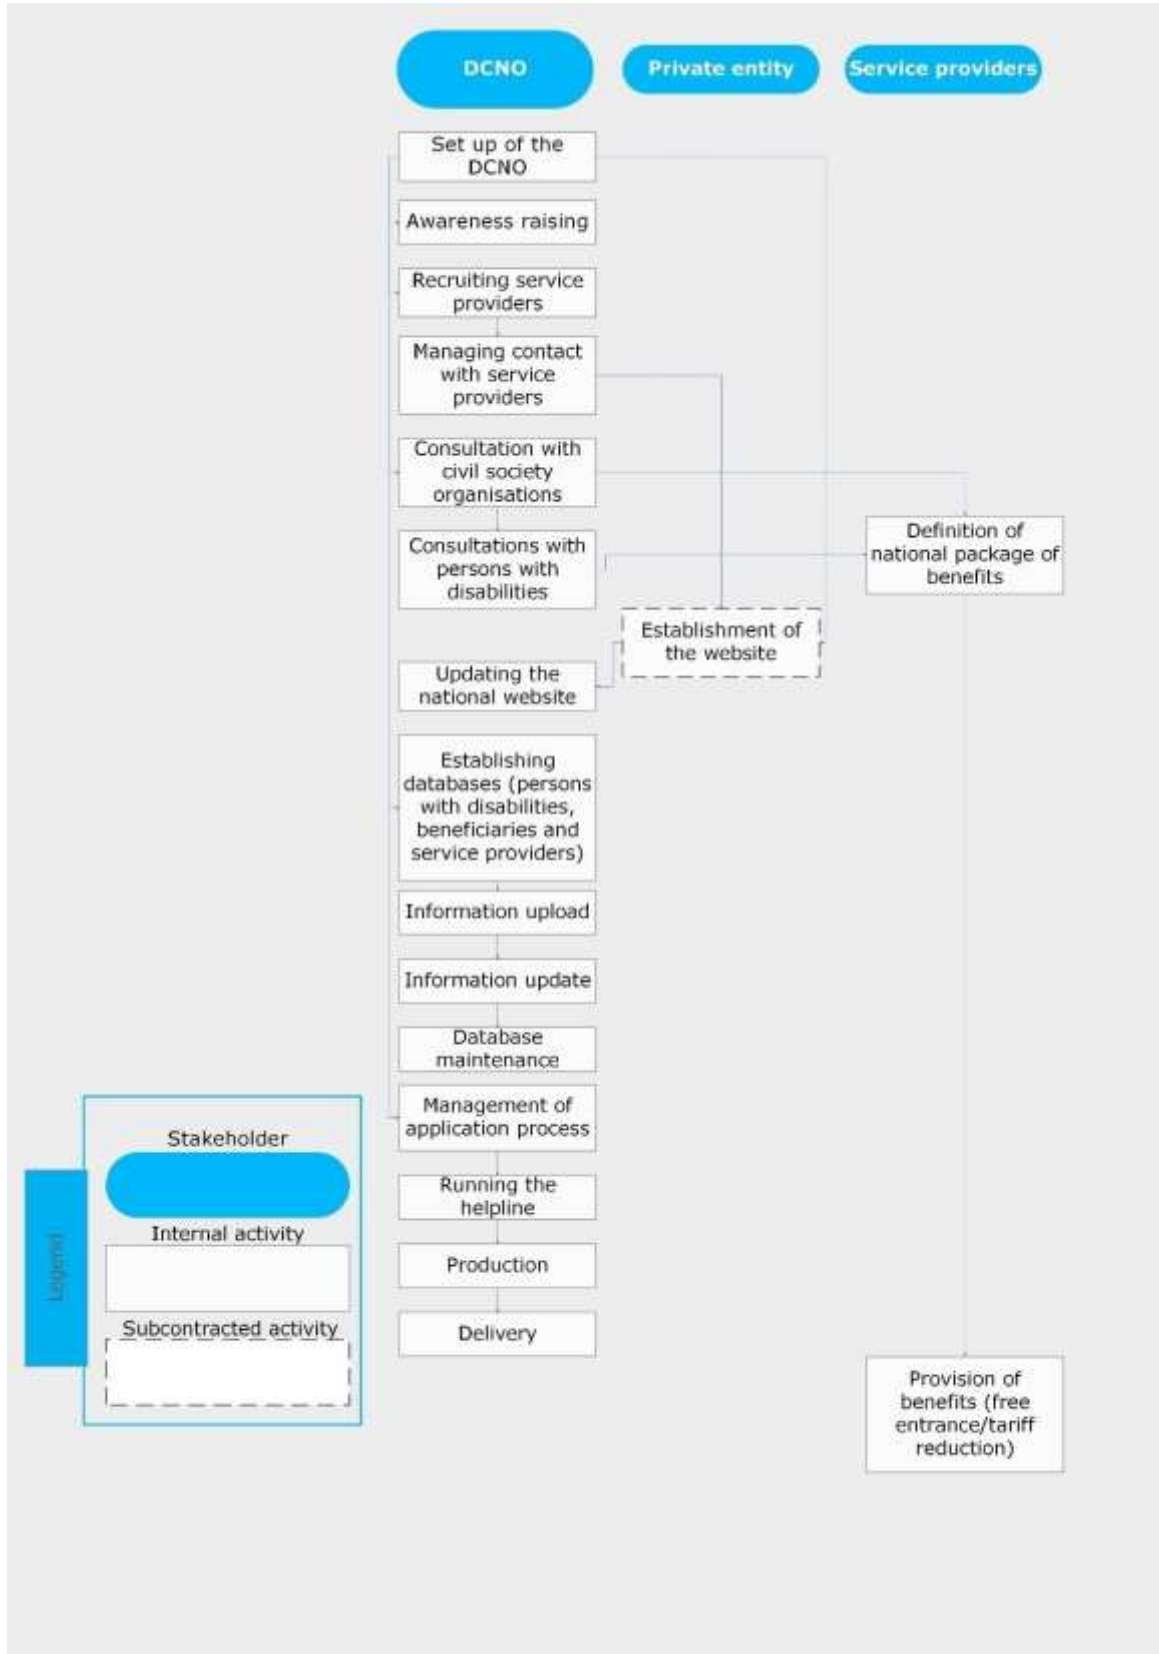 DCNO
Private entity
Service providers
Set up of the
DCNO
Awareness raising
Recruiting service
providers
Managing contact
with service
providers
Consultation with
civil society
organisations
Consultations with
persons with
disabilities
Definition of
national package of
benefits
Establishment of
the website
Updating the
national website
Establishing
databases (persons
with disabilities,
beneficiaries and
service providers)
Information upload
Information update
Database
maintenance
Management of
application process
Running the
helpline
Production
Delivery
Provision of
benefits (free
entrance/tariff
reduction)
Legend
Stakeholder
Internal activity
Subcontracted activity